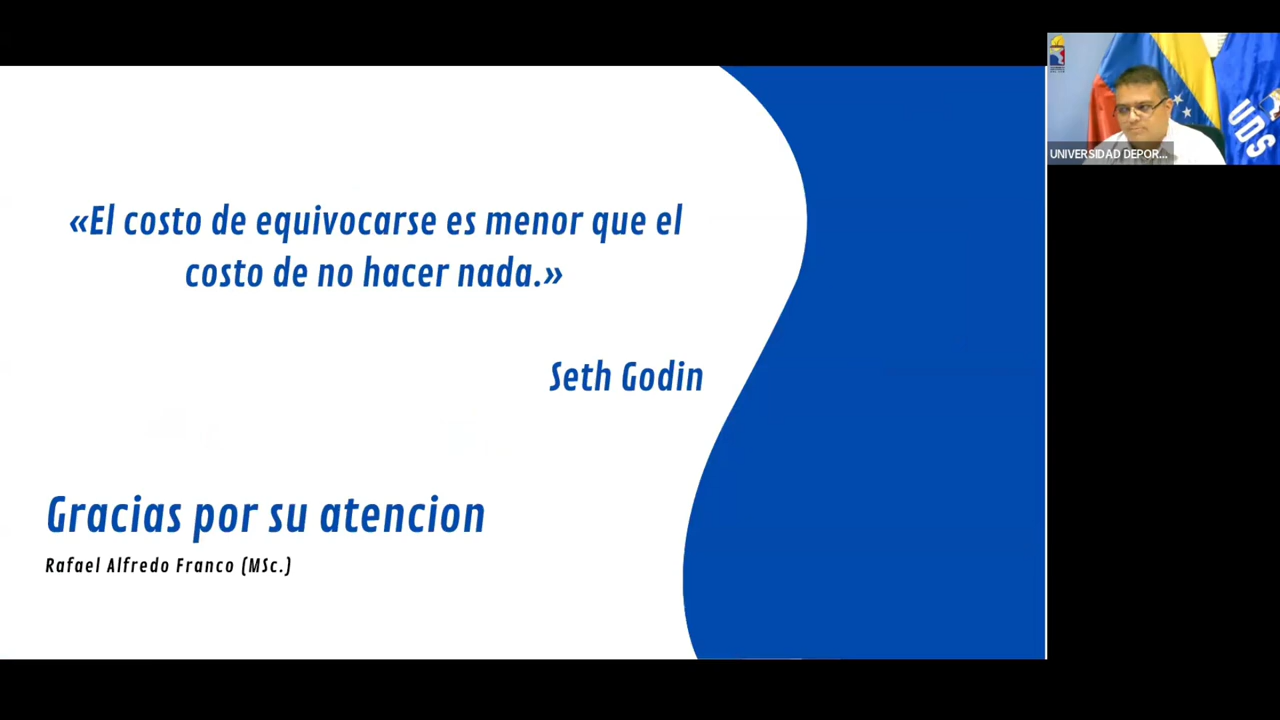 «El costo de equivocarse es menor que el
costo de no hacer nada.»
Seth Godin
Gracias por su atencion
Rafael Alfredo Franco (MSc.)
UNIVERSIDAD DEPOR...
UDS